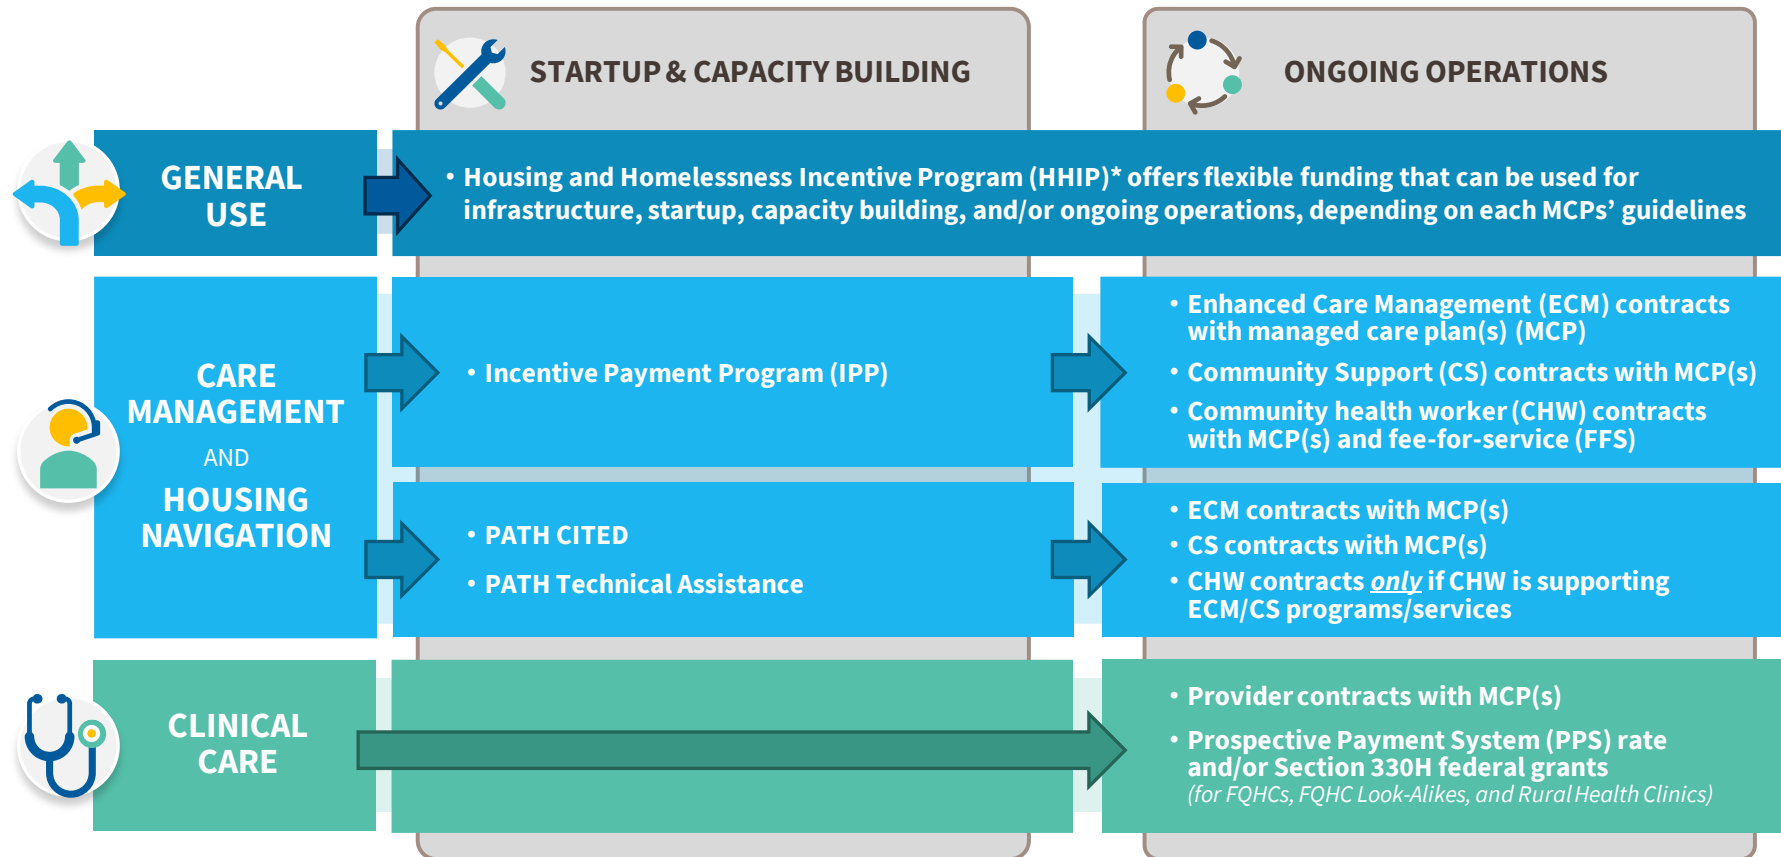 STARTUP & CAPACITY BUILDING
ONGOING OPERATIONS
GENERAL
USE
• Housing and Homelessness Incentive Program (HHIP)* offers flexible funding that can be used for
infrastructure, startup, capacity building, and/or ongoing operations, depending on each MCPs’ guidelines
CARE
MANAGEMENT
AND
HOUSING
NAVIGATION
• Incentive Payment Program (IPP)
• Enhanced Care Management (ECM) contracts
with managed care plan(s) (MCP)
• Community Support (CS) contracts with MCP(s)
• Community health worker (CHW) contracts
with MCP(s) and fee-for-service (FFS)
• PATH CITED
• PATH Technical Assistance
• ECM contracts with MCP(s)
• CS contracts with MCP(s)
• CHW contracts only if CHW is supporting
ECM/CS programs/services
CLINICAL
CARE
• Provider contracts with MCP(s)
• Prospective Payment System (PPS) rate
and/or Section 330H federal grants
(for FQHCs, FQHC Look-Alikes, and Rural Health Clinics)